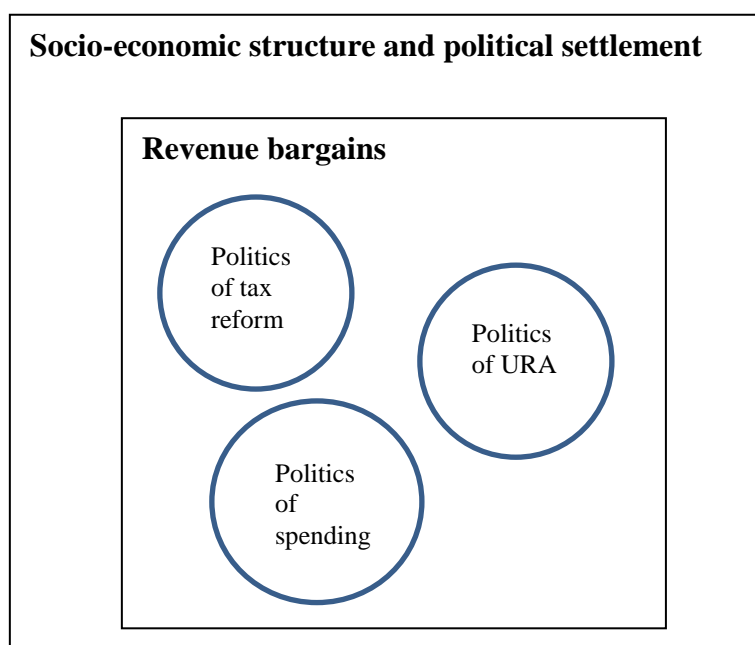 Socio-economic structure and political settlement
Revenue bargains
Politics
of tax
reform
Politics
of URA
Politics
of
spending